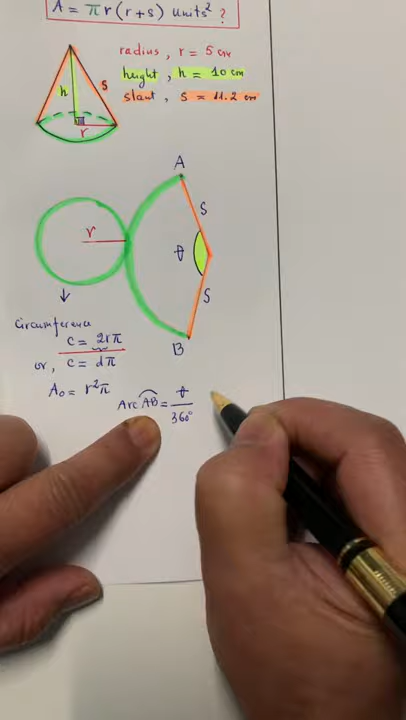 A = πr(r+s) units² ?
radius, r = 5 cm
height, h = 10 cm
slant, s = 11.2 cm
h
s
r
A
r
s
θ
s
B
Circumference
c = 2rπ
or, c = dπ
A₀ = r²π
Arc AB = θ/360°